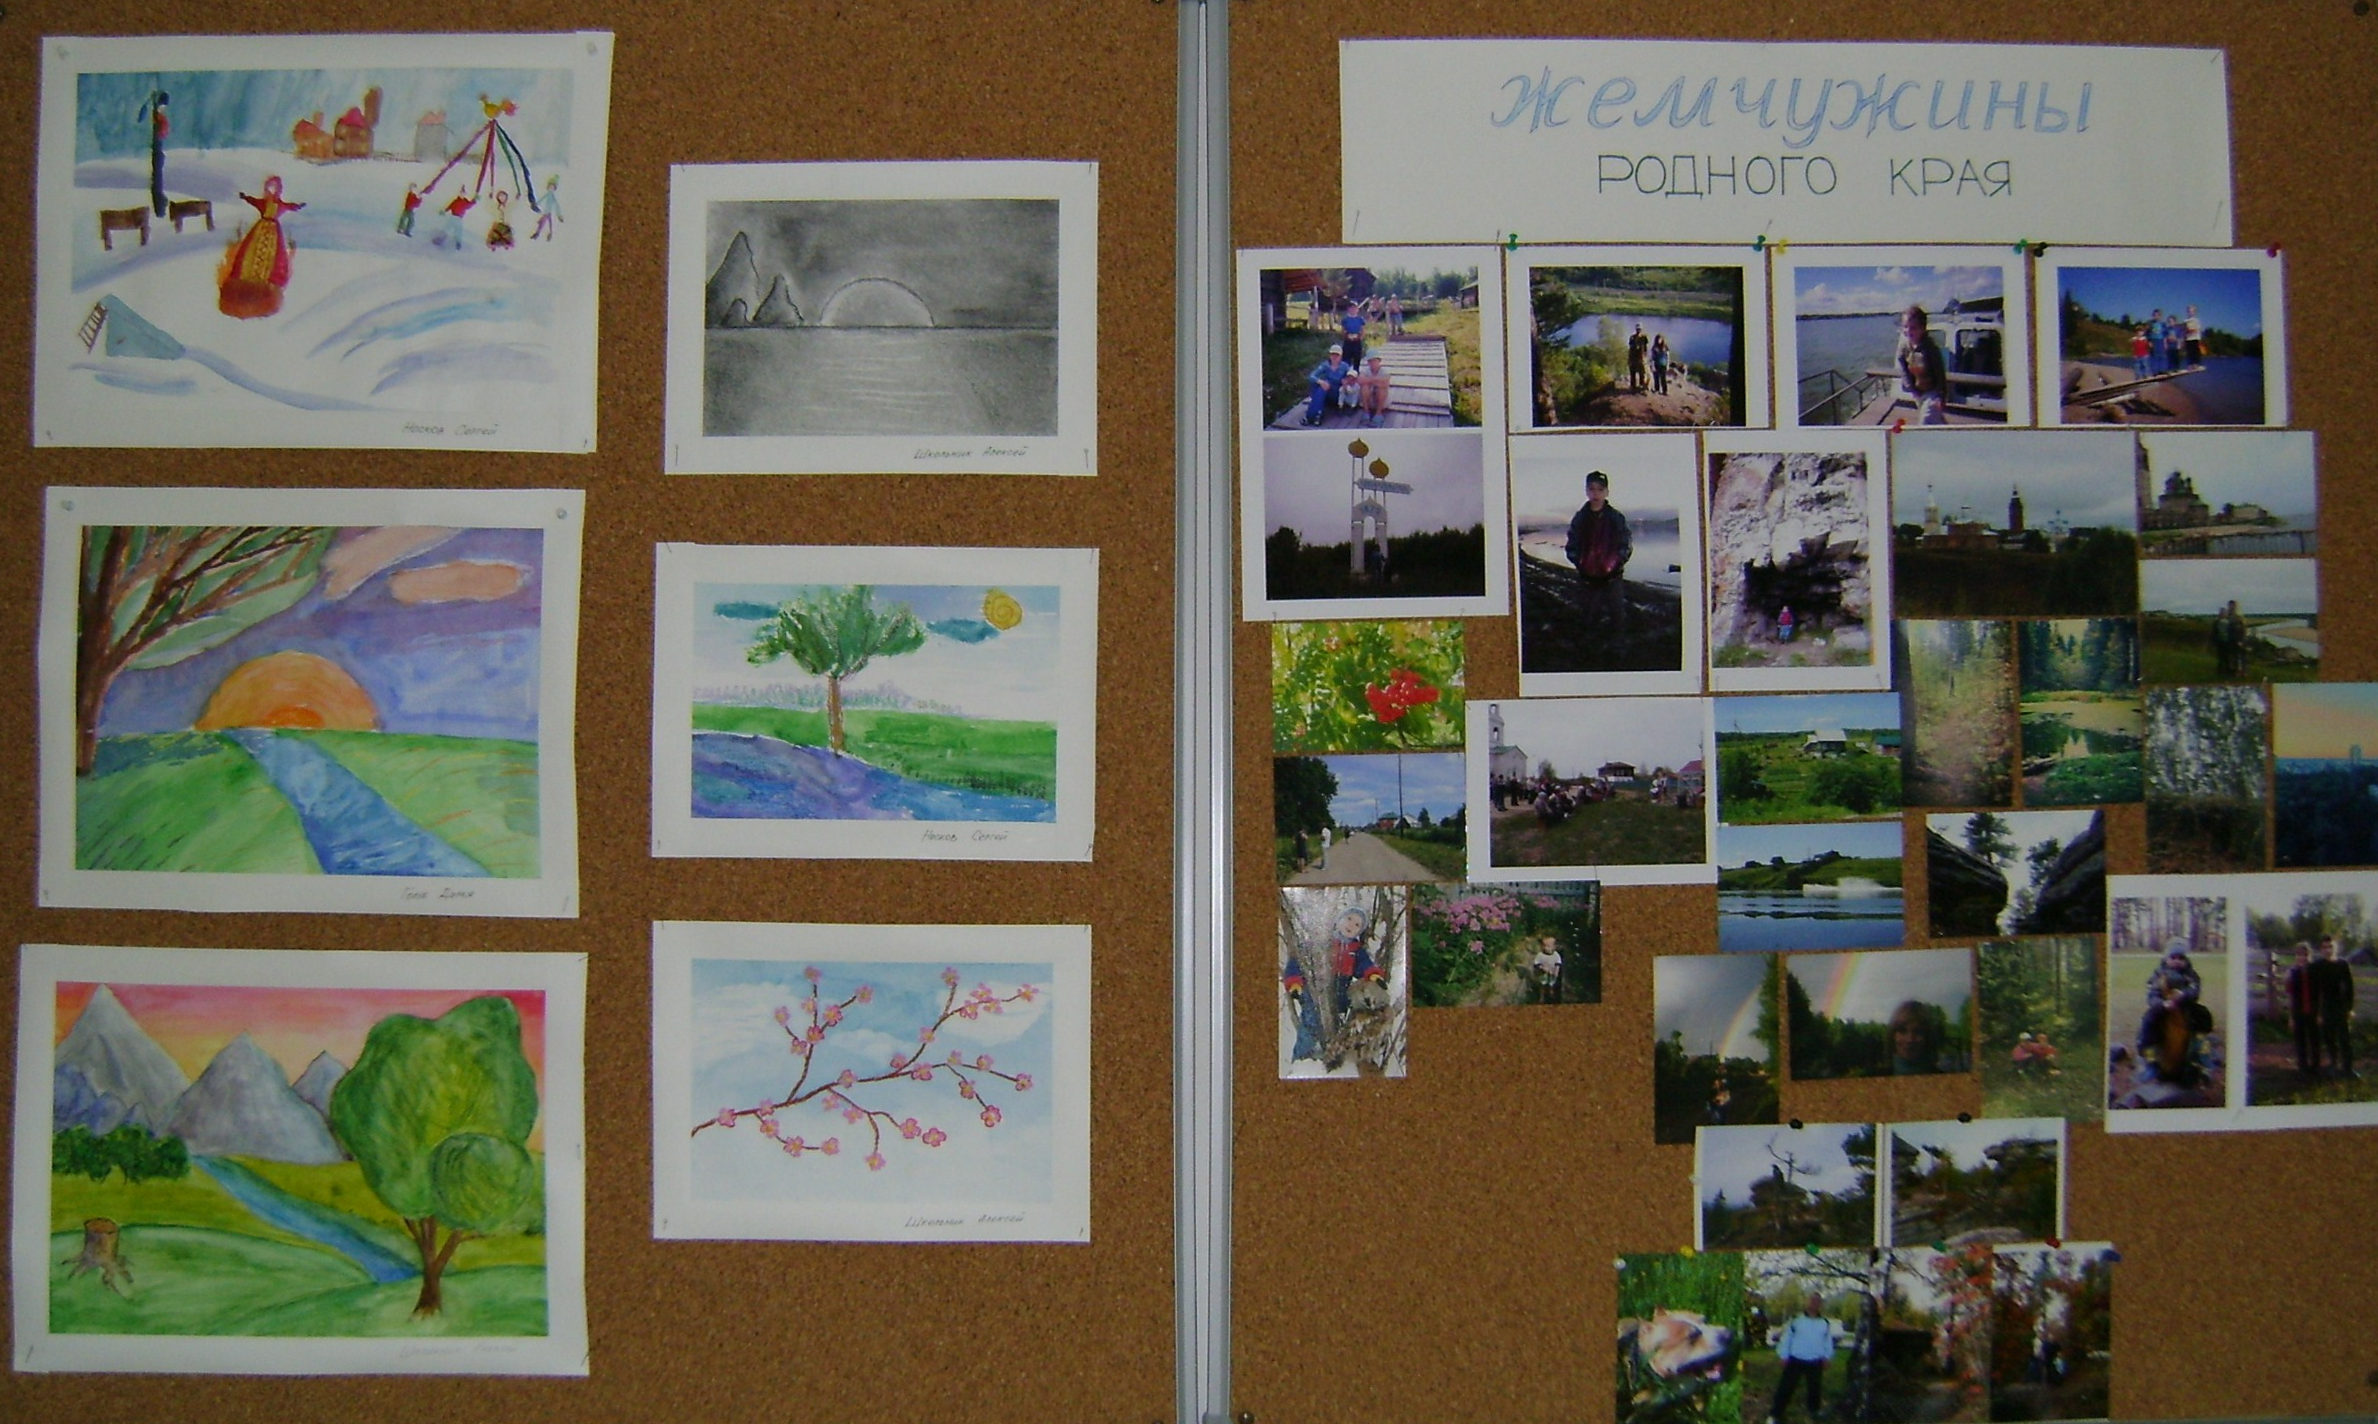 Носков Сергей
Школьник Алексей
Носков Сергей
Школьник Алексей
жемчужины
РОДНОГО КРАЯ